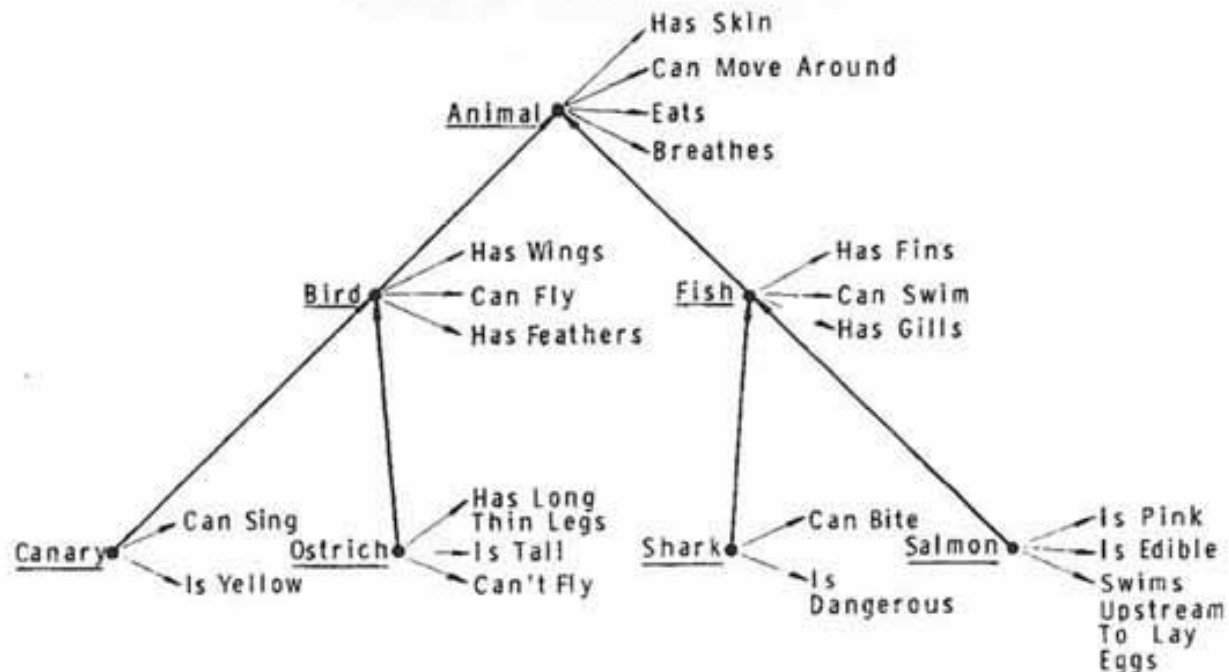 Has Skin
Can Move Around
Animal
Eats
Breathes
Has Wings
Bird
Can Fly
Has Feathers
Has Fins
Fish
Can Swim
Has Gills
Can Sing
Canary
Is Yellow
Has Long
Thin Legs
Ostrich
Is Tall
Can't Fly
Can Bite
Shark
Is
Dangerous
Is Pink
Salmon
Is Edible
Swims
Upstream
To Lay
Eggs